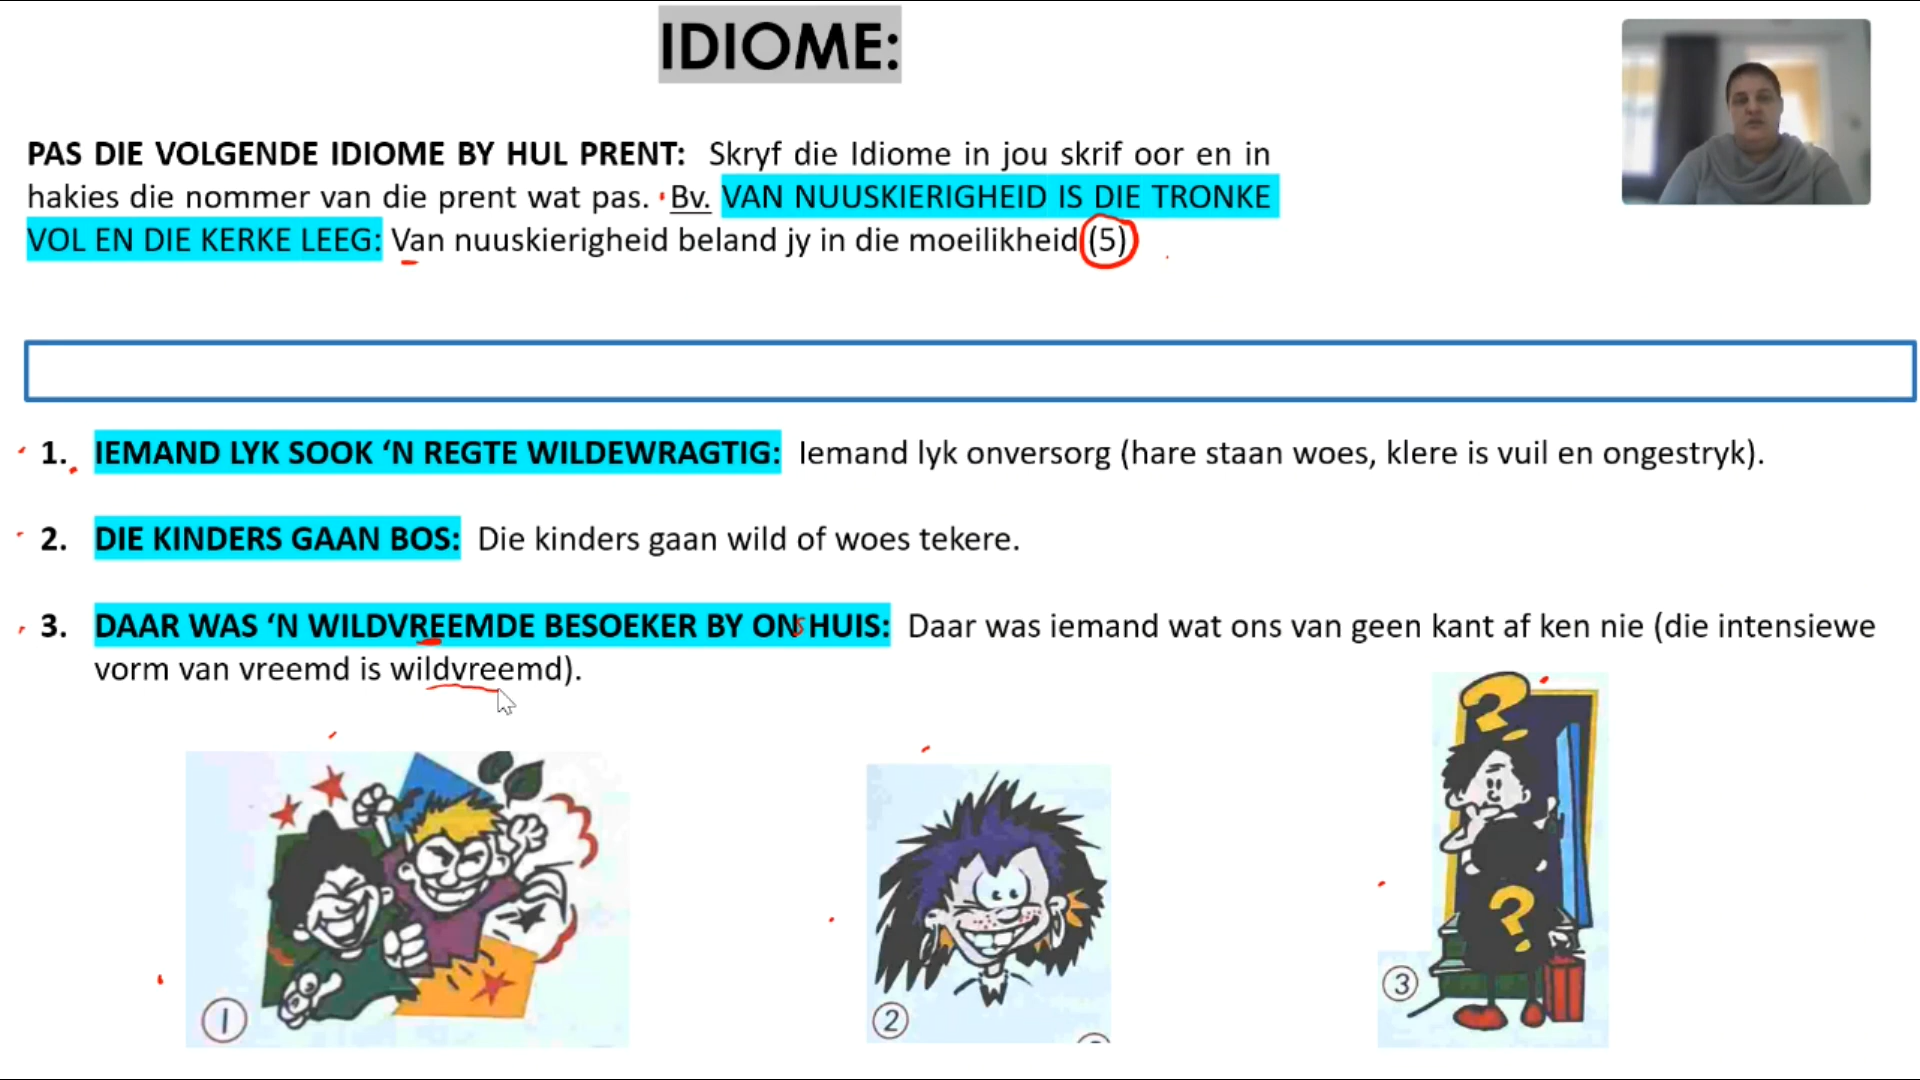 IDIOME:
PAS DIE VOLGENDE IDIOME BY HUL PRENT: Skryf die Idiome in jou skrif oor en in
hakies die nommer van die prent wat pas. Bv. VAN NUUSKIERIGHEID IS DIE TRONKE
VOL EN DIE KERKE LEEG: Van nuuskierigheid beland jy in die moeilikheid (5)
1. IEMAND LYK SOOK ‘N REGTE WILDEWRAGTIG: Iemand lyk onversorg (hare staan woes, klere is vuil en ongestryk).
2. DIE KINDERS GAAN BOS: Die kinders gaan wild of woes tekere.
3. DAAR WAS ‘N WILDVREEMDE BESOEKER BY ONS HUIS: Daar was iemand wat ons van geen kant af ken nie (die intensiewe
vorm van vreemd is wildvreemd).
?
?
1
2
3